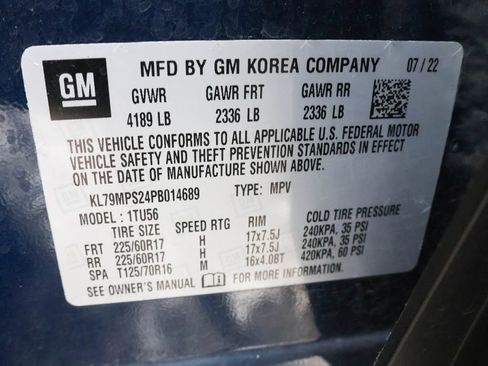 GM
MFD BY GM KOREA COMPANY 07/22
GVWR GAWR FRT GAWR RR
4189 LB 2336 LB 2336 LB
THIS VEHICLE CONFORMS TO ALL APPLICABLE U.S. FEDERAL MOTOR
VEHICLE SAFETY AND THEFT PREVENTION STANDARDS IN EFFECT
ON THE DATE OF MANUFACTURE SHOWN ABOVE.
KL79MPS24PB014689 TYPE: MPV
MODEL: 1TU56
TIRE SIZE SPEED RTG RIM COLD TIRE PRESSURE
FRT 225/60R17 H 17x7.5J 240KPA, 35 PSI
RR 225/60R17 H 17x7.5J 240KPA, 35 PSI
SPA T125/70R16 M 16x4.0BT 420KPA, 60 PSI
SEE OWNER'S MANUAL FOR MORE INFORMATION